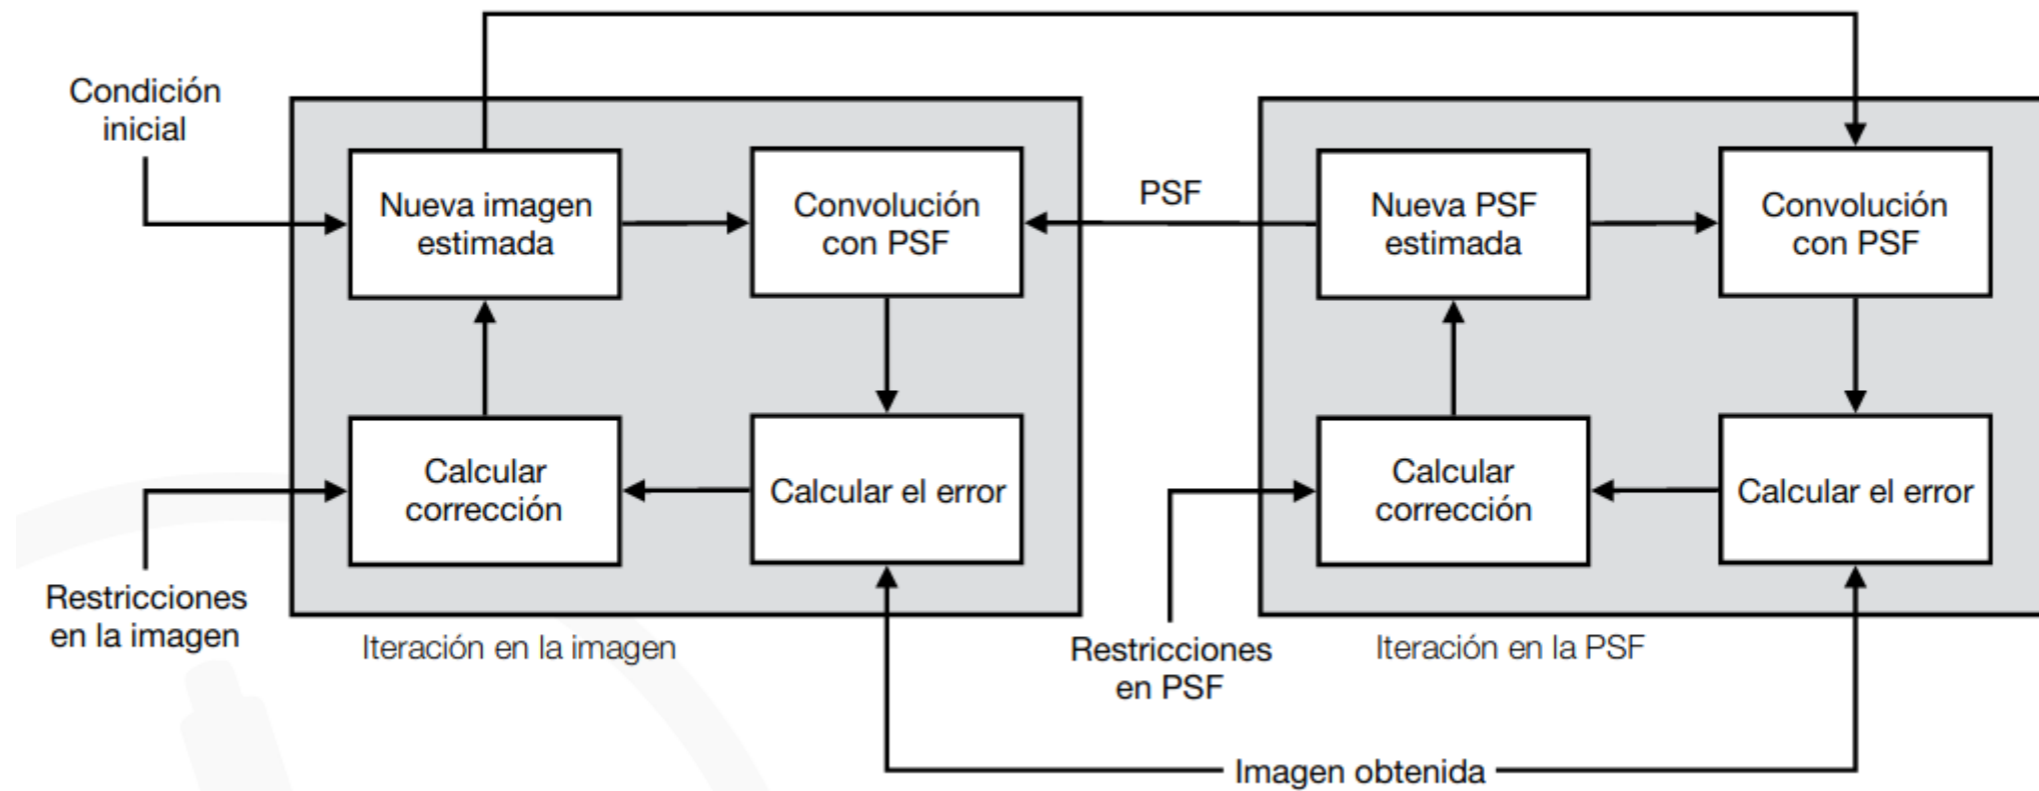 Condición
inicial
Nueva imagen
estimada
Convolución
con PSF
PSF
Nueva PSF
estimada
Convolución
con PSF
Calcular
corrección
Calcular el error
Calcular
corrección
Calcular el error
Restricciones
en la imagen
Iteración en la imagen
Restricciones
en PSF
Iteración en la PSF
Imagen obtenida